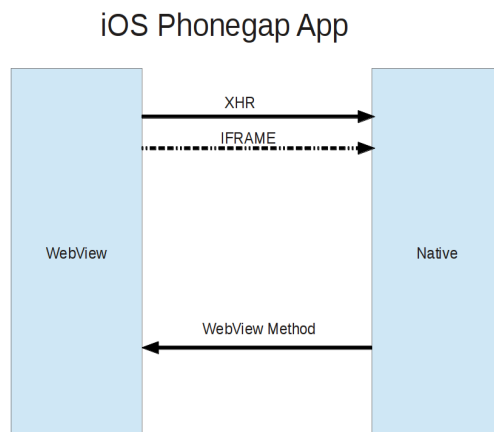 iOS Phonegap App
XHR
IFRAME
WebView
Native
WebView Method